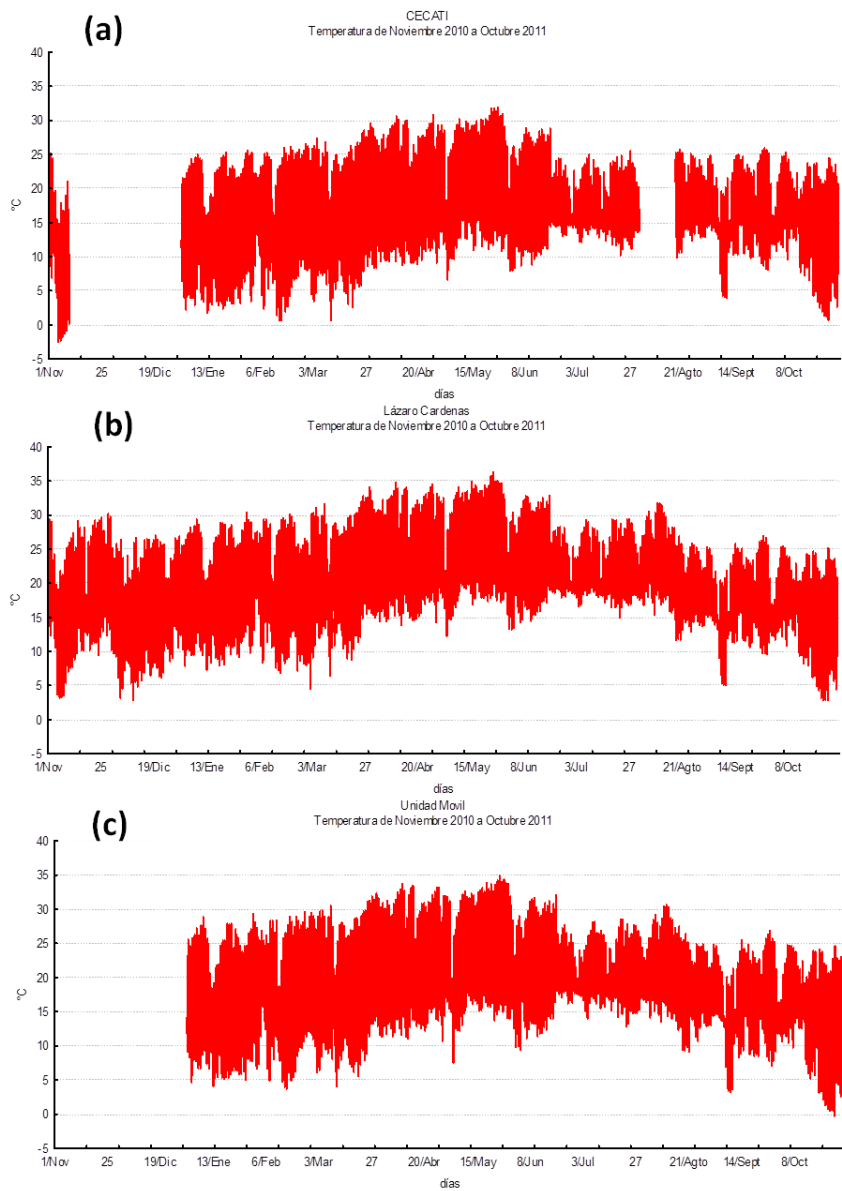 (a)
CECATI
Temperatura de Noviembre 2010 a Octubre 2011
40
35
30
25
20
15
10
5
0
-5
°C
1/Nov 25 19/Dic 13/Ene 6/Feb 3/Mar 27 20/Abr 15/May 8/Jun 3/Jul 27 21/Agto 14/Sept 8/Oct
días
(b)
Lázaro Cardenas
Temperatura de Noviembre 2010 a Octubre 2011
40
35
30
25
20
15
10
5
0
-5
°C
1/Nov 25 19/Dic 13/Ene 6/Feb 3/Mar 27 20/Abr 15/May 8/Jun 3/Jul 27 21/Agto 14/Sept 8/Oct
días
(c)
Unidad Movil
Temperatura de Noviembre 2010 a Octubre 2011
40
35
30
25
20
15
10
5
0
-5
°C
1/Nov 25 19/Dic 13/Ene 6/Feb 3/Mar 27 20/Abr 15/May 8/Jun 3/Jul 27 21/Agto 14/Sept 8/Oct
días